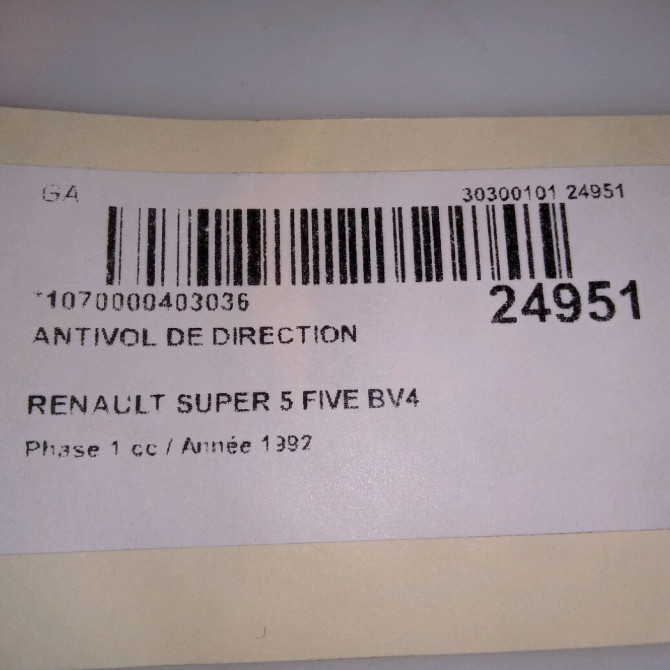 GA
30300101 24951
*1070000403036
24951
ANTIVOL DE DIRECTION
RENAULT SUPER 5 FIVE BV4
Phase 1 cc / Année 1992